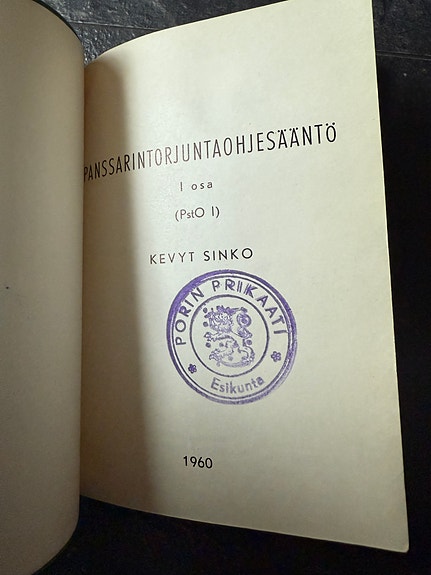 PANSSARINTORJUNTAOHJESÄÄNTÖ
I osa
(PstO I)
KEVYT SINKO
PORIN PRIKAATI
Esikunta
1960